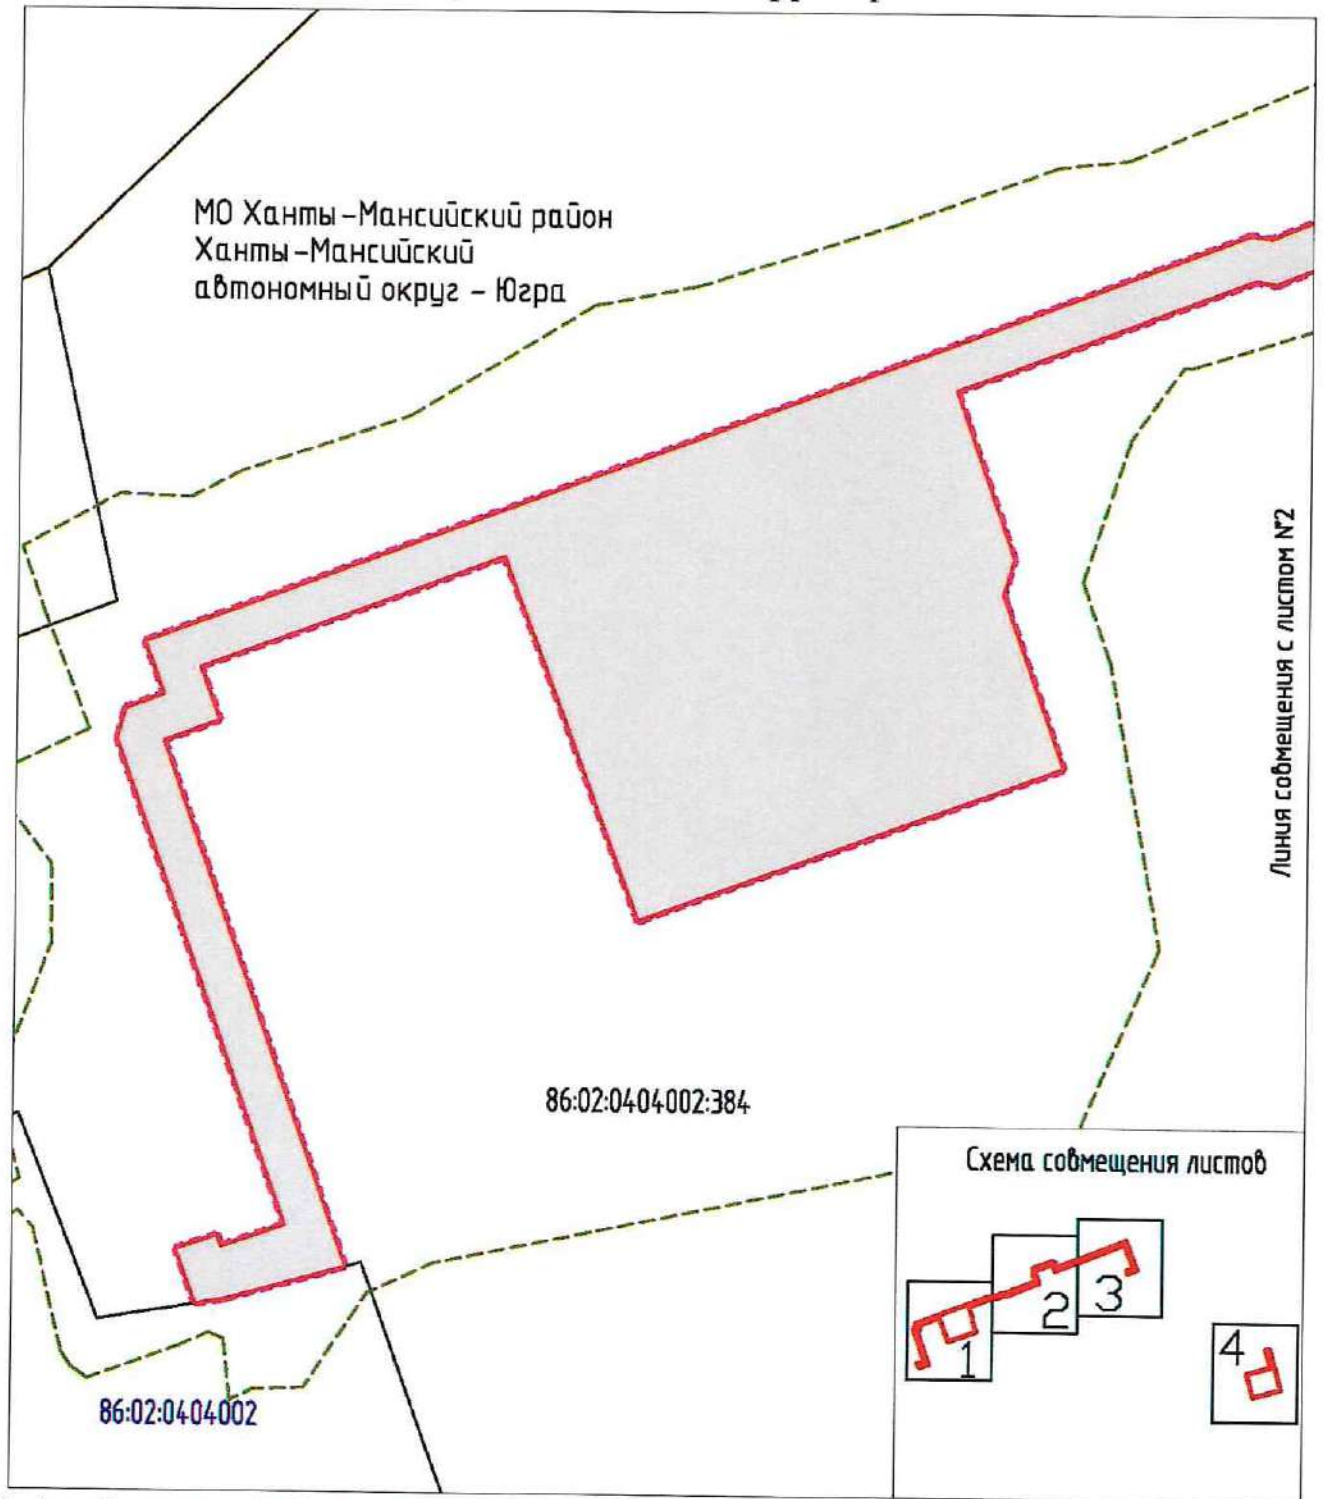 МО Ханты-Мансийский район
Ханты-Мансийский
автономный округ - Югра
Линия совмещения с листом №2
86:02:0404002:384
Схема совмещения листов
1
2
3
4
86:02:0404002